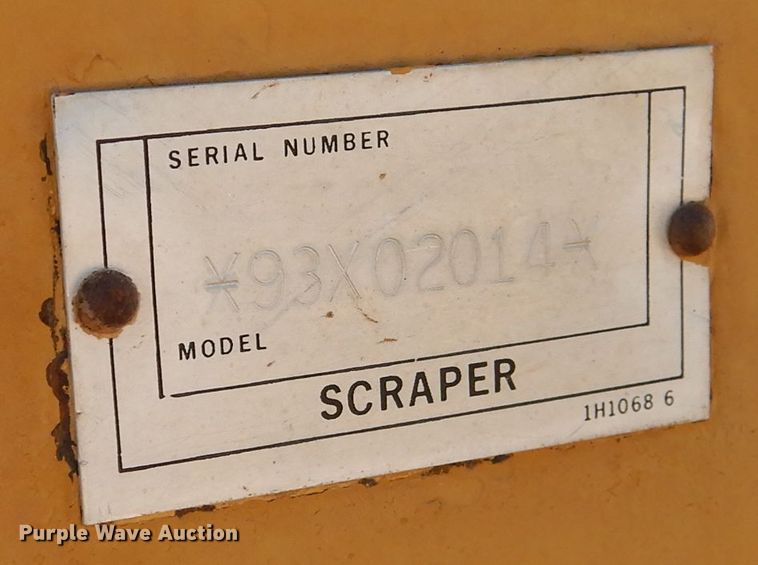 SERIAL NUMBER
*93X02014*
MODEL
SCRAPER
1H1068 6
Purple Wave Auction